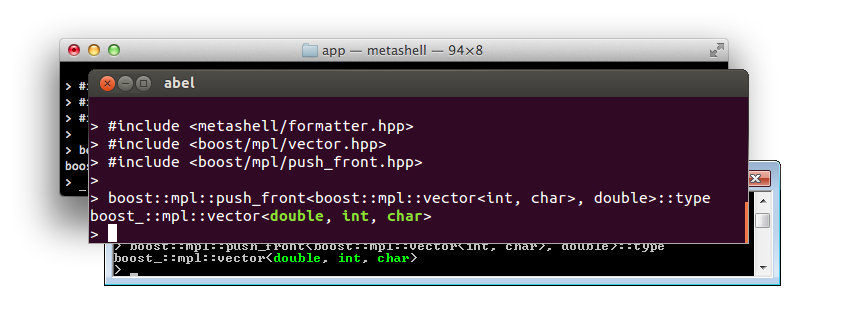 app — metashell — 94×8
> #i
> #i
> #i
>
> bo
boos
> _
abel
> #include <metashell/formatter.hpp>
> #include <boost/mpl/vector.hpp>
> #include <boost/mpl/push_front.hpp>
>
> boost::mpl::push_front<boost::mpl::vector<int, char>, double>::type
boost_::mpl::vector<double, int, char>
>
> boost::mpl::push_front<boost::mpl::vector<int, char>, double>::type
boost_::mpl::vector<double, int, char>
> _